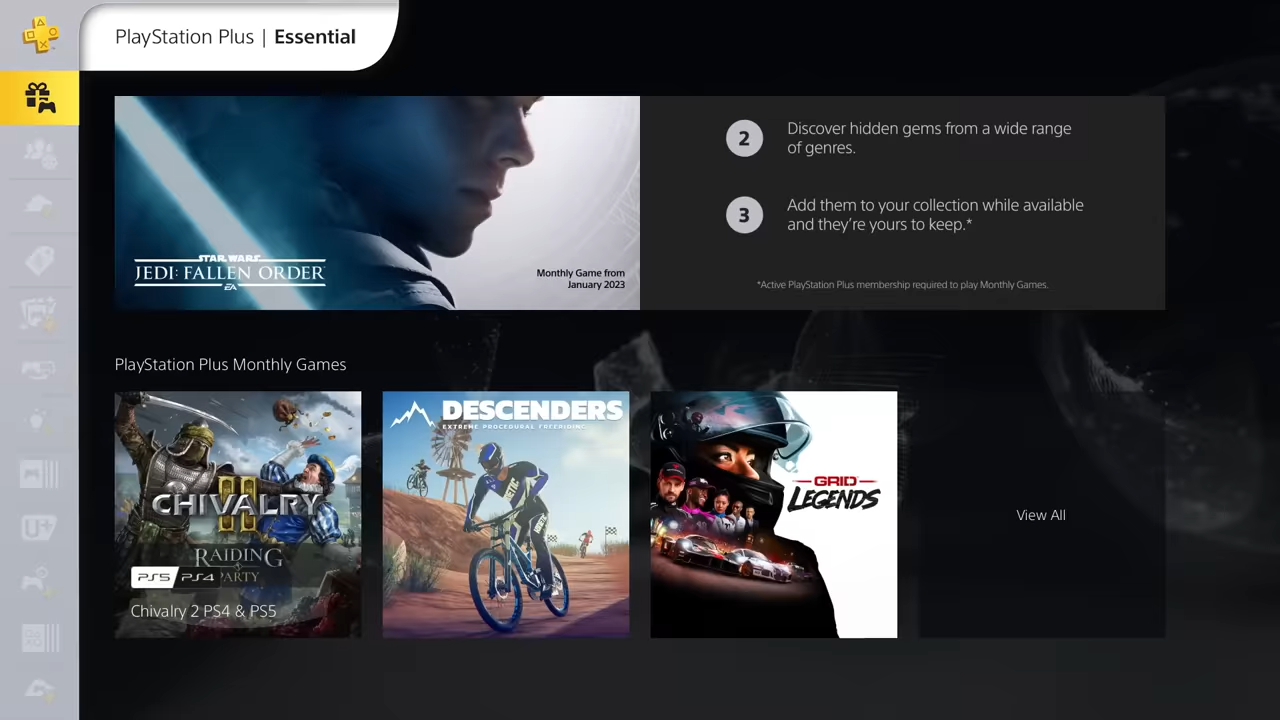 PlayStation Plus | Essential
STAR WARS
JEDI: FALLEN ORDER
EA
Monthly Game from
January 2023
2
Discover hidden gems from a wide range
of genres.
3
Add them to your collection while available
and they're yours to keep.*
*Active PlayStation Plus membership required to play Monthly Games.
PlayStation Plus Monthly Games
CHIVALRY
II
RAIDING
PARTY
PS5 PS4
Chivalry 2 PS4 & PS5
DESCENDERS
EXTREME PROCEDURAL FREERIDING
GRID
LEGENDS
View All
U+